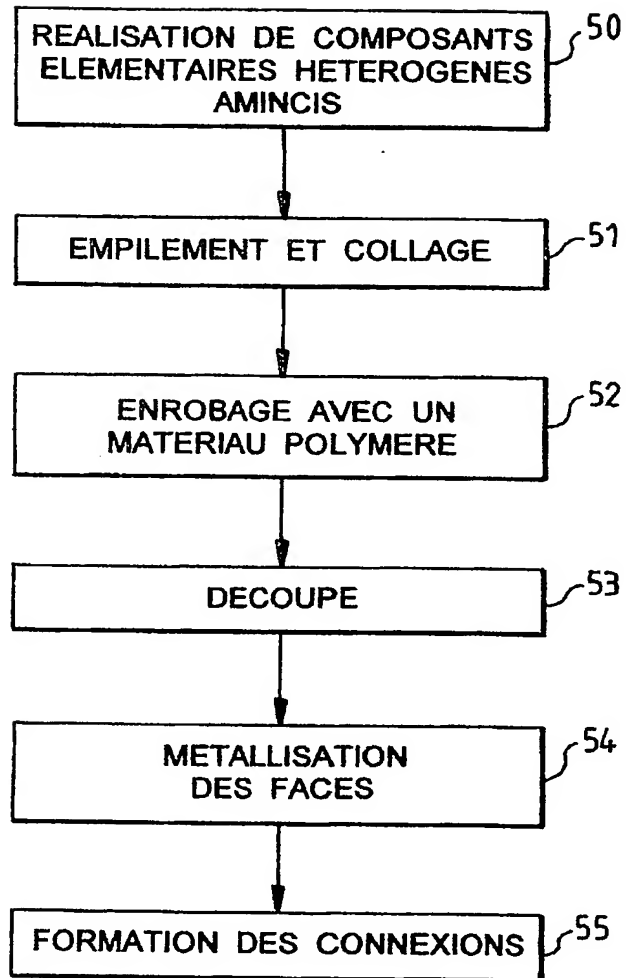 REALISATION DE COMPOSANTS
ELEMENTAIRES HETEROGENES
AMINCIS
50
EMPILEMENT ET COLLAGE
51
ENROBAGE AVEC UN
MATERIAU POLYMERE
52
DECOUPE
53
METALLISATION
DES FACES
54
FORMATION DES CONNEXIONS
55